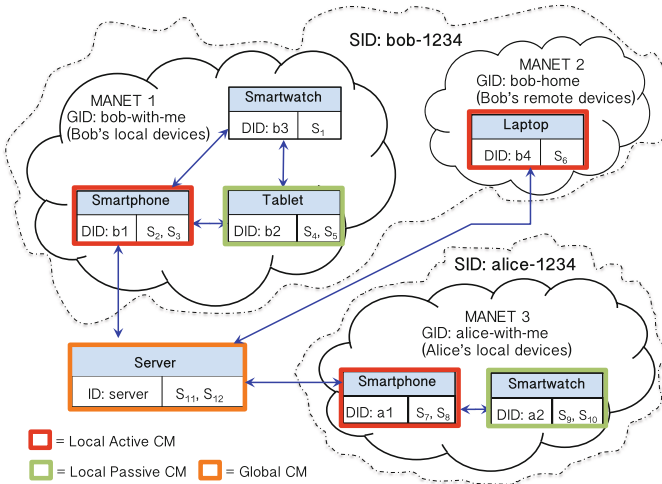 SID: bob-1234
MANET 1
GID: bob-with-me
(Bob's local devices)
Smartwatch
DID: b3 S₁
Smartphone
DID: b1 S₂, S₃
Tablet
DID: b2 S₄, S₅
MANET 2
GID: bob-home
(Bob's remote devices)
Laptop
DID: b4 S₆
SID: alice-1234
MANET 3
GID: alice-with-me
(Alice's local devices)
Smartphone
DID: a1 S₇, S₈
Smartwatch
DID: a2 S₉, S₁₀
Server
ID: server S₁₁, S₁₂
= Local Active CM
= Local Passive CM
= Global CM